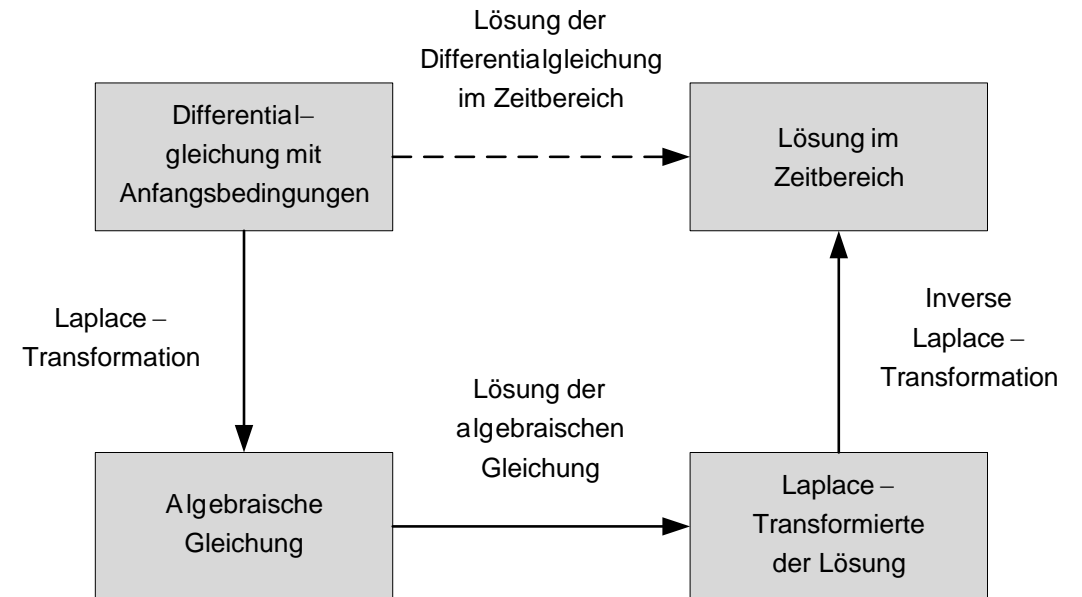 Lösung der
Differentialgleichung
im Zeitbereich
Differential–
gleichung mit
Anfangsbedingungen
Lösung im
Zeitbereich
Laplace –
Transformation
Inverse
Laplace –
Transformation
Lösung der
algebraischen
Gleichung
Algebraische
Gleichung
Laplace –
Transformierte
der Lösung